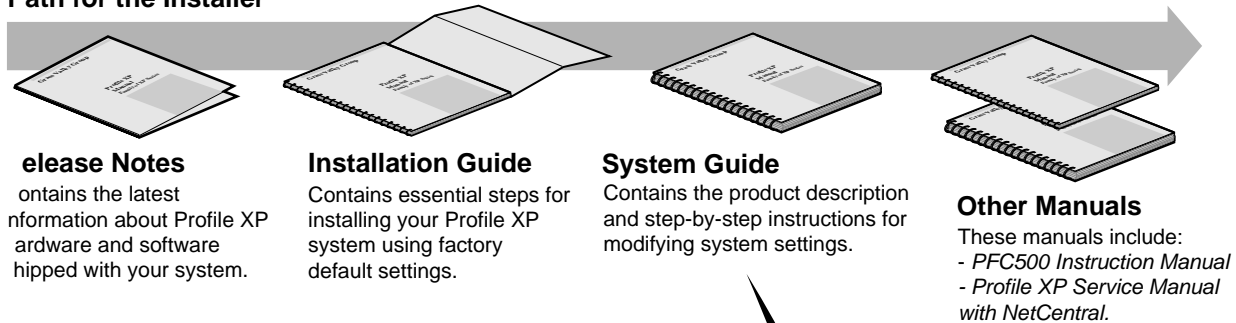 Path for the Installer
elease Notes
ontains the latest
nformation about Profile XP
ardware and software
hipped with your system.
Installation Guide
Contains essential steps for
installing your Profile XP
system using factory
default settings.
System Guide
Contains the product description
and step-by-step instructions for
modifying system settings.
Other Manuals
These manuals include:
- PFC500 Instruction Manual
- Profile XP Service Manual
with NetCentral.